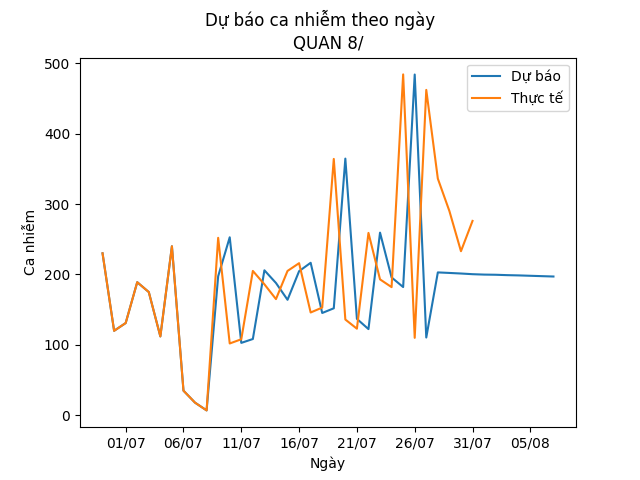 Dự báo ca nhiễm theo ngày
QUAN 8/
Dự báo
Thực tế
500
400
300
200
100
0
Ca nhiễm
01/07 06/07 11/07 16/07 21/07 26/07 31/07 05/08
Ngày